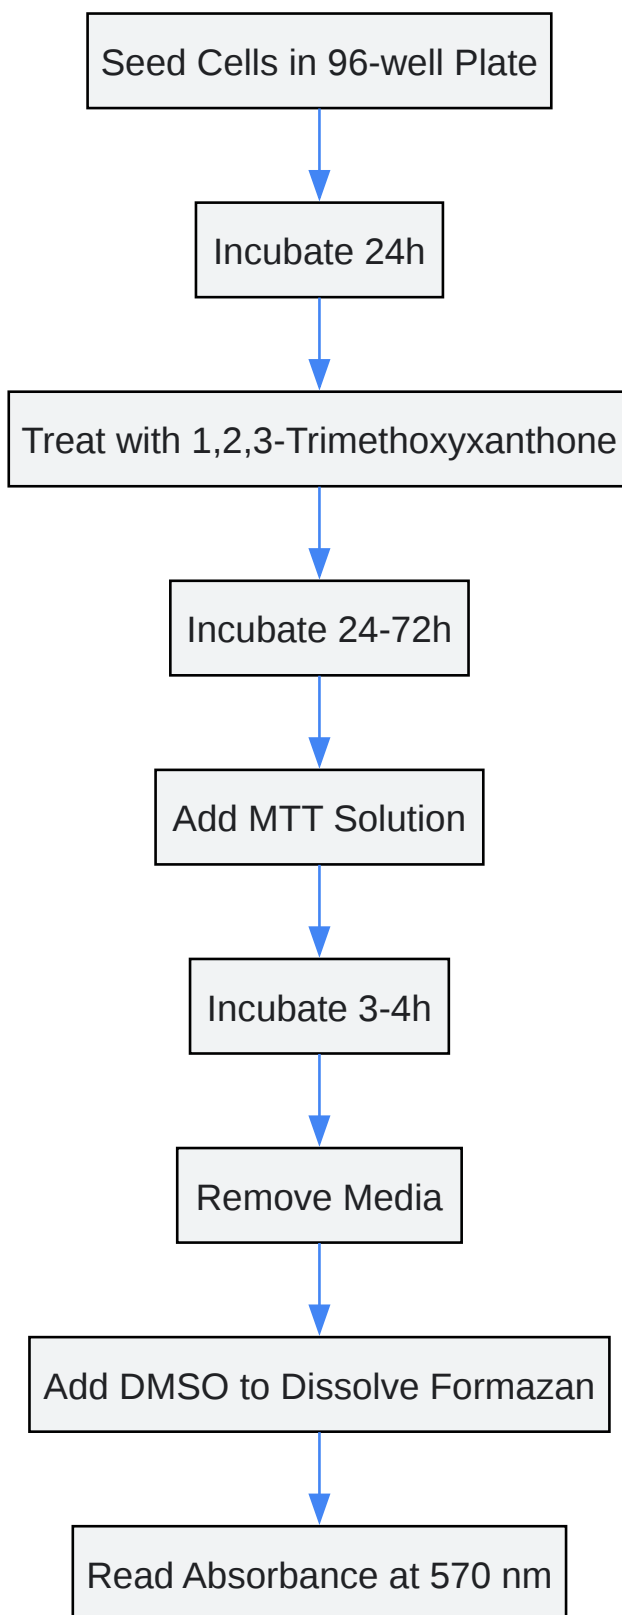 Seed Cells in 96-well Plate
Incubate 24h
Treat with 1,2,3-Trimethoxyxanthone
Incubate 24-72h
Add MTT Solution
Incubate 3-4h
Remove Media
Add DMSO to Dissolve Formazan
Read Absorbance at 570 nm